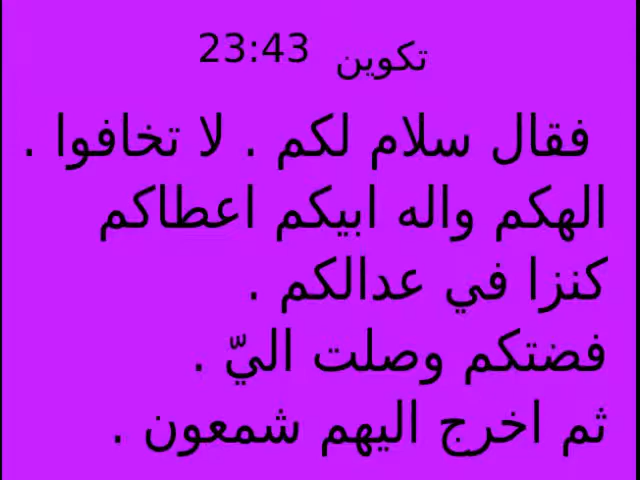 تكوين 23:43
فقال سلام لكم . لا تخافوا .
الهكم واله ابيكم اعطاكم
كنزا في عدالكم .
فضتكم وصلت اليّ .
ثم اخرج اليهم شمعون .